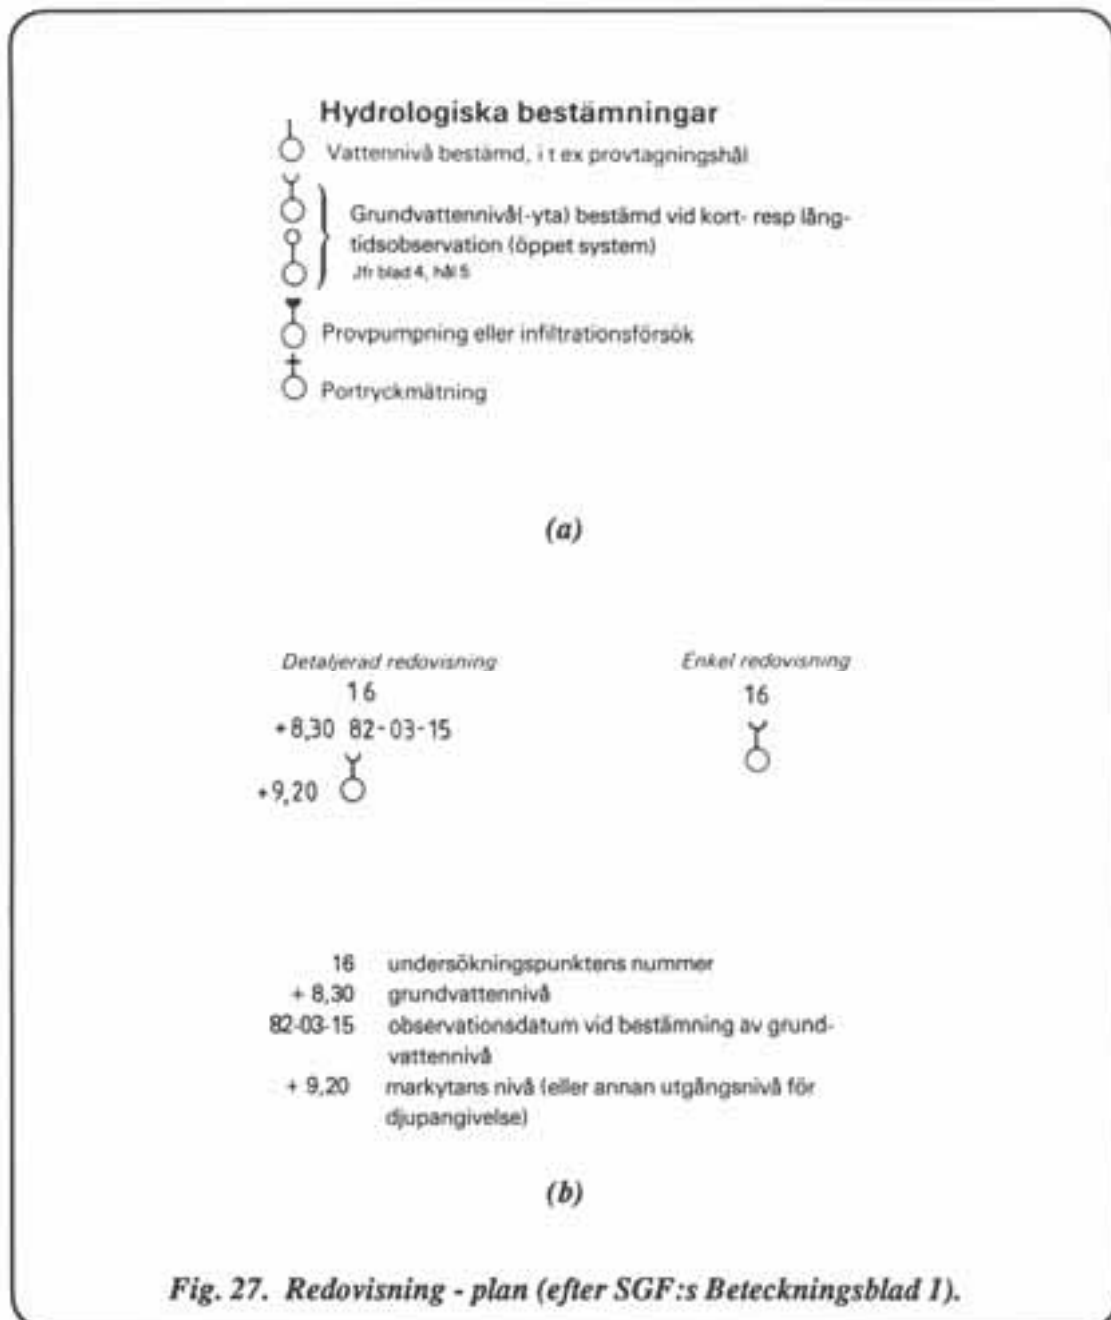 Hydrologiska bestämningar
Vattennivå bestämd, i t ex provtagningshål
Grundvattennivå(-yta) bestämd vid kort- resp lång-
tidsobservation (öppet system)
Jfr blad 4, hål 5
Provpumpning eller infiltrationsförsök
Portryckmätning
(a)
Detaljerad redovisning
16
+8,30 82-03-15
+9,20
Enkel redovisning
16
16 undersökningspunktens nummer
+ 8,30 grundvattennivå
82-03-15 observationsdatum vid bestämning av grund-
vattennivå
+ 9,20 markytans nivå (eller annan utgångsnivå för
djupangivelse)
(b)
Fig. 27. Redovisning - plan (efter SGF:s Beteckningsblad 1).